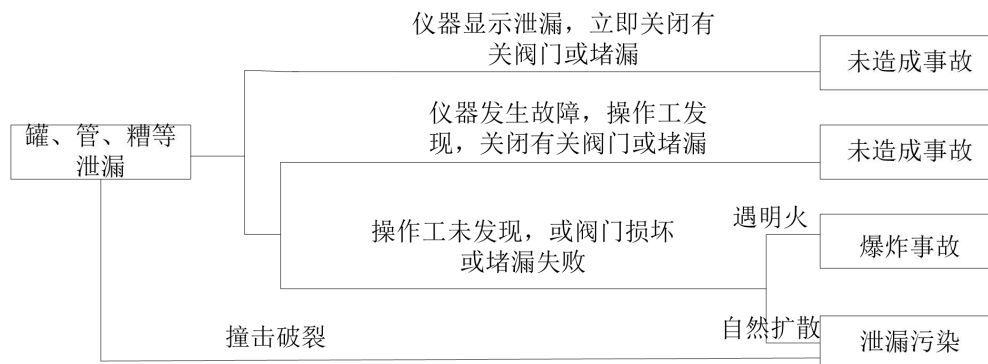 仪器显示泄漏，立即关闭有
关阀门或堵漏
未造成事故
罐、管、糟等
泄漏
仪器发生故障，操作工发
现，关闭有关阀门或堵漏
未造成事故
操作工未发现，或阀门损坏
或堵漏失败
遇明火
爆炸事故
自然扩散
撞击破裂
泄漏污染